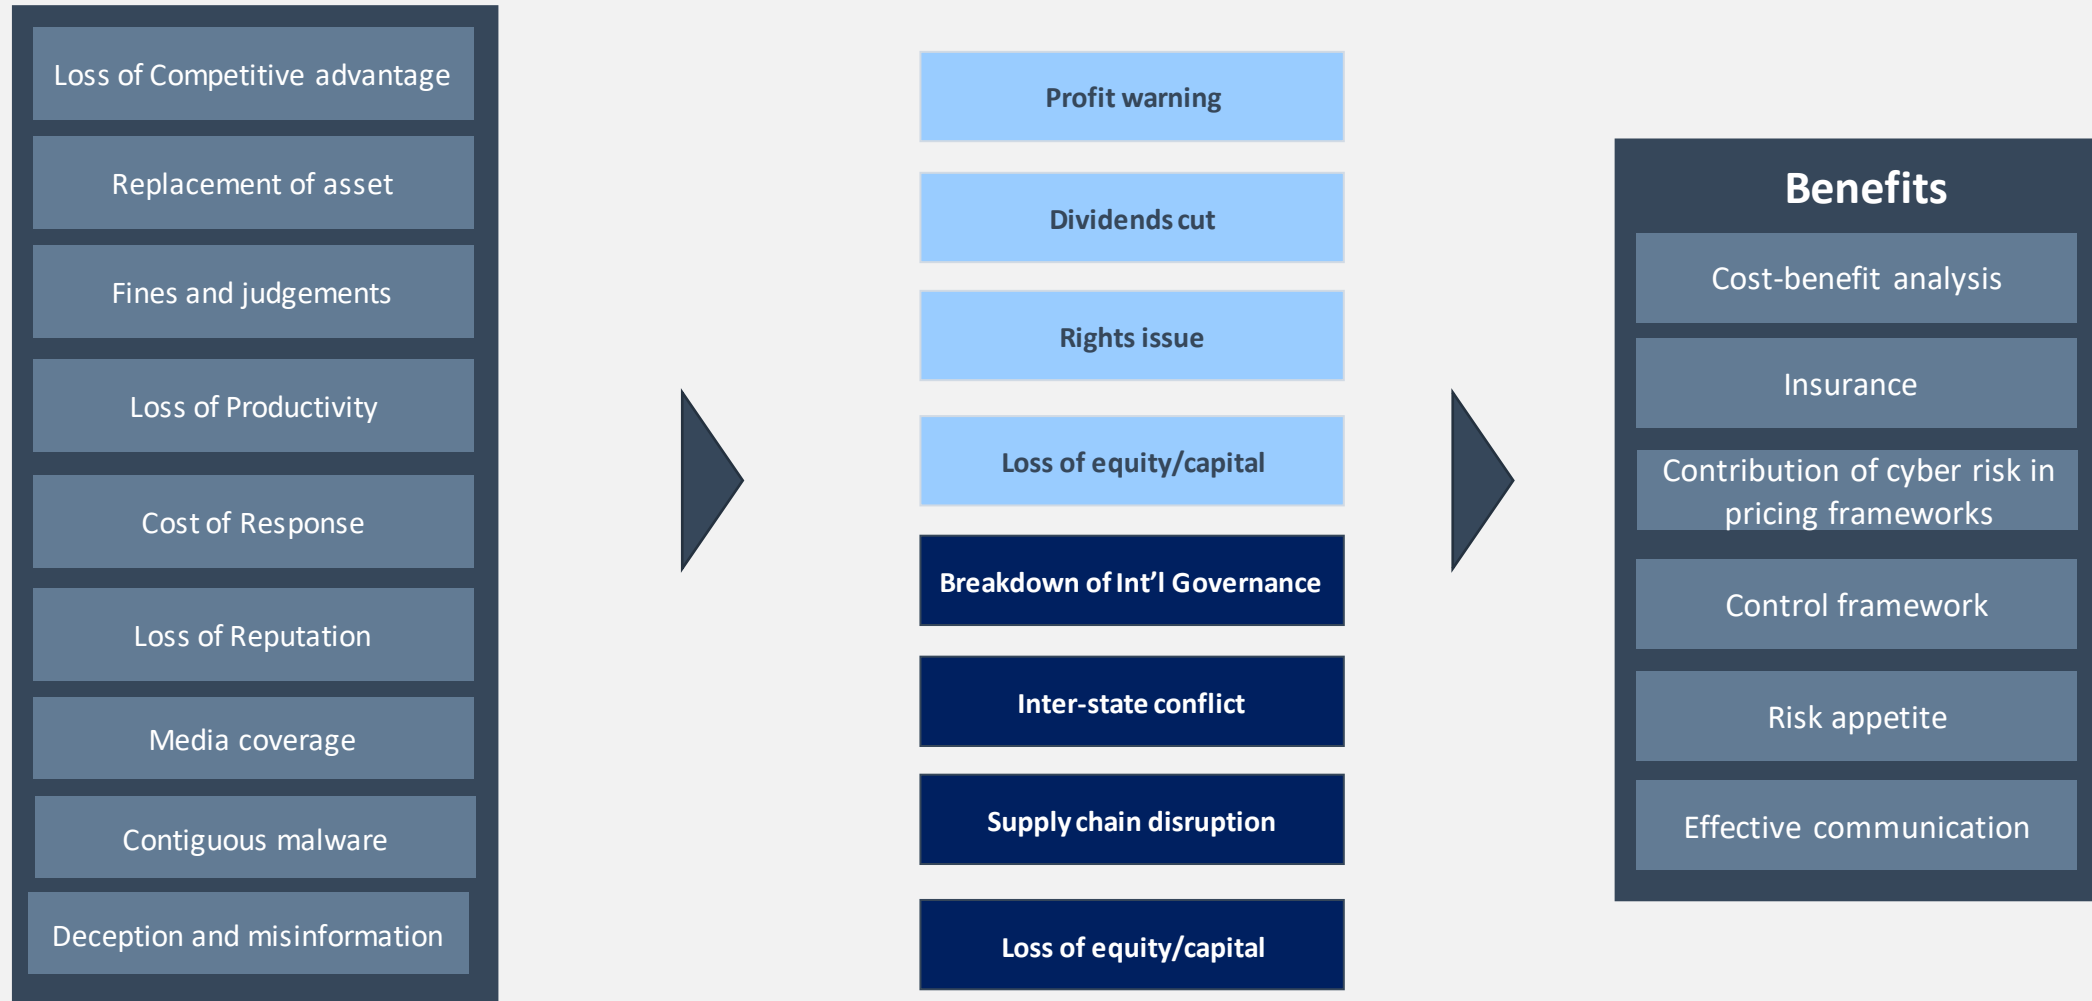 Loss of Competitive advantage
Replacement of asset
Fines and judgements
Loss of Productivity
Cost of Response
Loss of Reputation
Media coverage
Contiguous malware
Deception and misinformation
Profit warning
Dividends cut
Rights issue
Loss of equity/capital
Breakdown of Int’l Governance
Inter-state conflict
Supply chain disruption
Loss of equity/capital
Benefits
Cost-benefit analysis
Insurance
Contribution of cyber risk in
pricing frameworks
Control framework
Risk appetite
Effective communication